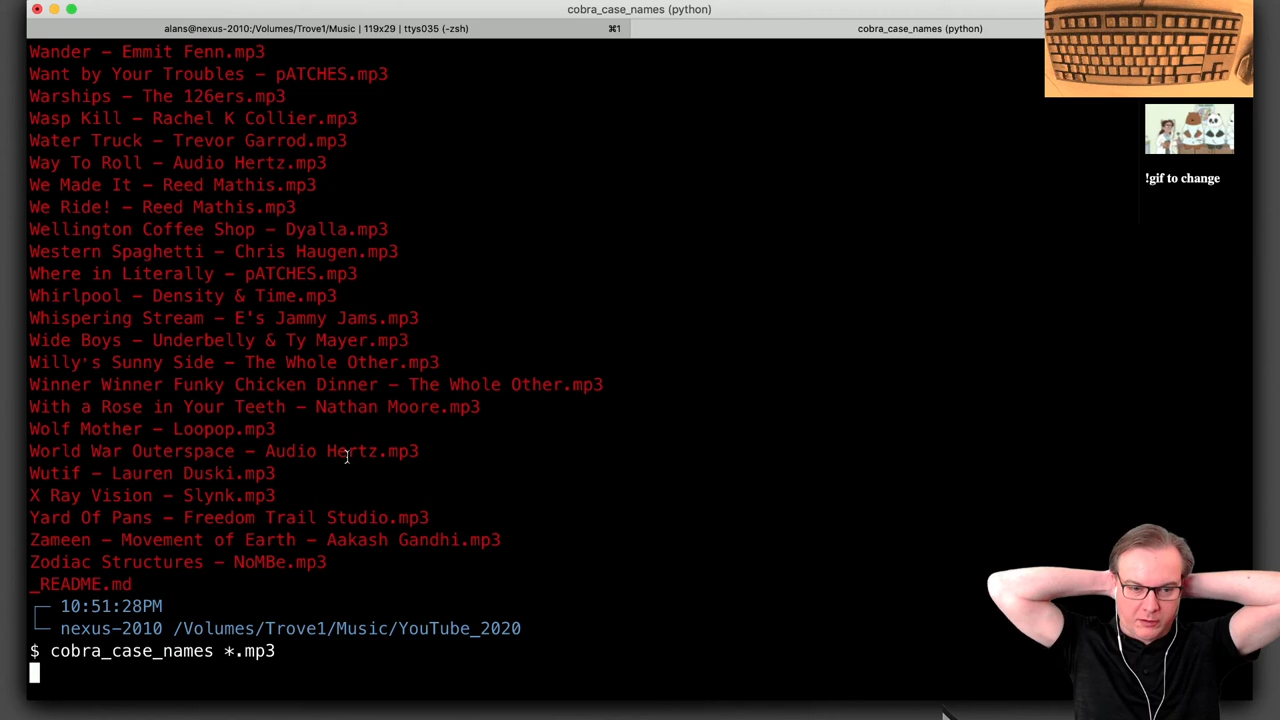 cobra_case_names (python)
alans@nexus-2010:/Volumes/Trove1/Music | 119x29 | ttys035 (-zsh) ⌘1 cobra_case_names (python)
Wander – Emmit Fenn.mp3
Want by Your Troubles – pATCHES.mp3
Warships – The 126ers.mp3
Wasp Kill – Rachel K Collier.mp3
Water Truck – Trevor Garrod.mp3
Way To Roll – Audio Hertz.mp3
We Made It – Reed Mathis.mp3
We Ride! – Reed Mathis.mp3
Wellington Coffee Shop – Dyalla.mp3
Western Spaghetti – Chris Haugen.mp3
Where in Literally – pATCHES.mp3
Whirlpool – Density & Time.mp3
Whispering Stream – E's Jammy Jams.mp3
Wide Boys – Underbelly & Ty Mayer.mp3
Willy's Sunny Side – The Whole Other.mp3
Winner Winner Funky Chicken Dinner – The Whole Other.mp3
With a Rose in Your Teeth – Nathan Moore.mp3
Wolf Mother – Loopop.mp3
World War Outerspace – Audio Hertz.mp3
Wutif – Lauren Duski.mp3
X Ray Vision – Slynk.mp3
Yard Of Pans – Freedom Trail Studio.mp3
Zameen – Movement of Earth – Aakash Gandhi.mp3
Zodiac Structures – NoMBe.mp3
_README.md
10:51:28PM
nexus-2010 /Volumes/Trove1/Music/YouTube_2020
$ cobra_case_names *.mp3
!gif to change